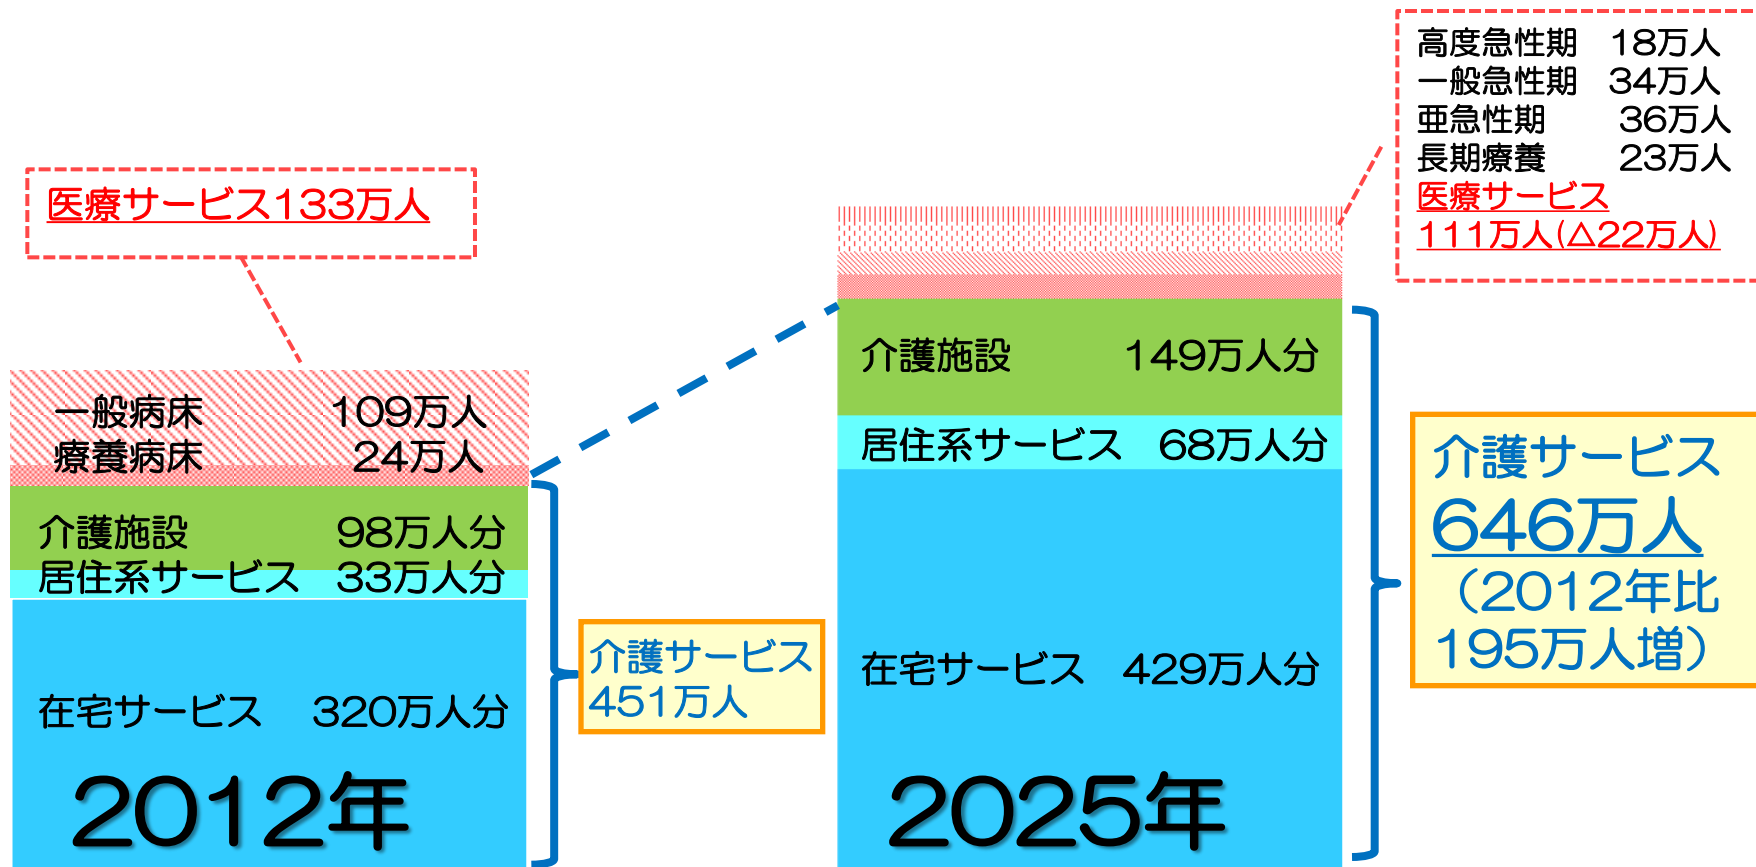 医療サービス133万人
一般病床 109万人
療養病床 24万人
介護施設 98万人分
居住系サービス 33万人分
在宅サービス 320万人分
2012年
介護サービス
451万人
高度急性期 18万人
一般急性期 34万人
亜急性期 36万人
長期療養 23万人
医療サービス
111万人(△22万人)
介護施設 149万人分
居住系サービス 68万人分
在宅サービス 429万人分
2025年
介護サービス
646万人
（2012年比
195万人増）